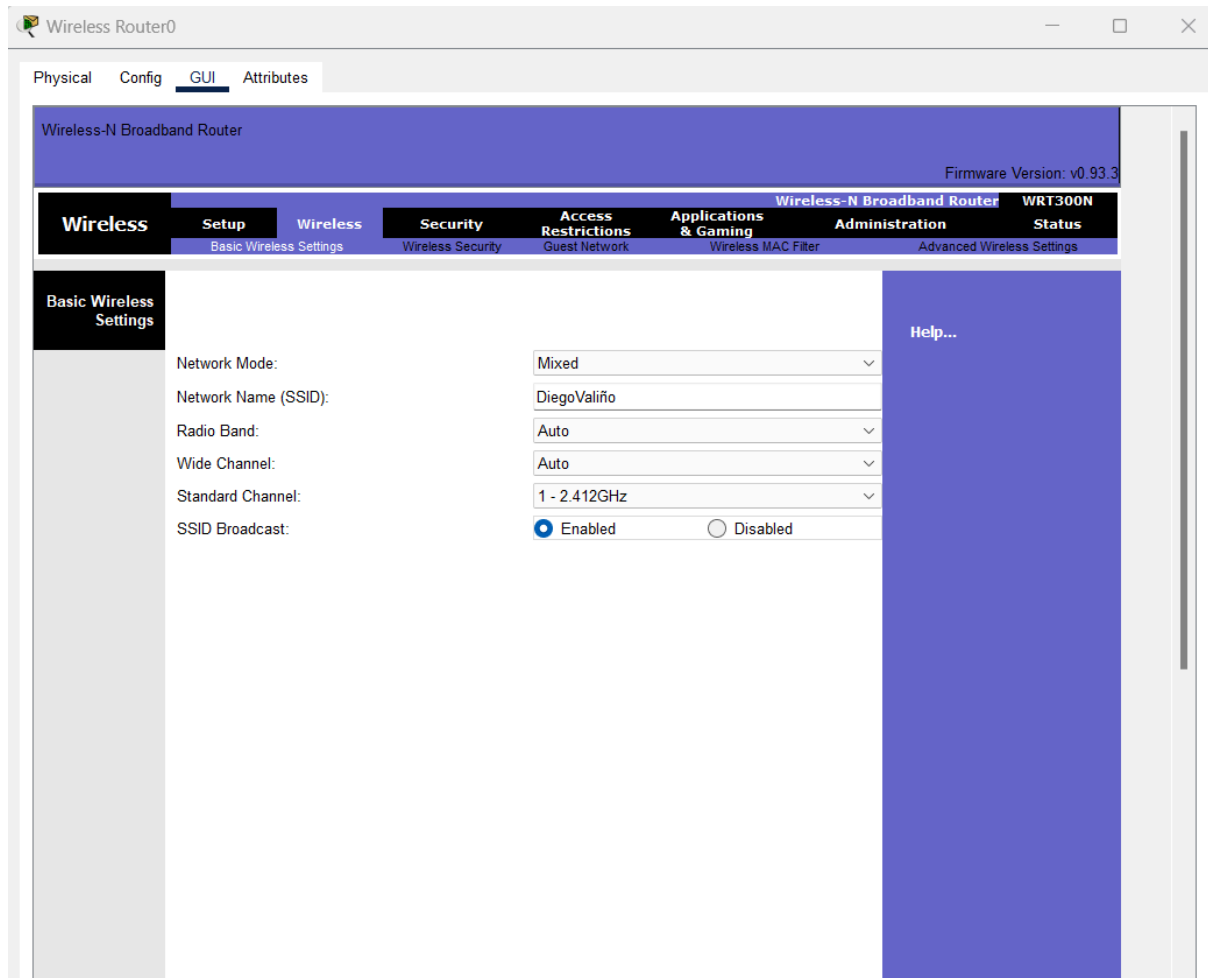 Wireless Router0
Physical Config GUI Attributes
Wireless-N Broadband Router
Firmware Version: v0.93.3
Wireless-N Broadband Router WRT300N
Wireless Setup Wireless Security Access Restrictions Applications & Gaming Administration Status
Basic Wireless Settings Wireless Security Guest Network Wireless MAC Filter Advanced Wireless Settings
Basic Wireless
Settings
Help...
Network Mode: Mixed
Network Name (SSID): DiegoValiño
Radio Band: Auto
Wide Channel: Auto
Standard Channel: 1 - 2.412GHz
SSID Broadcast: Enabled Disabled